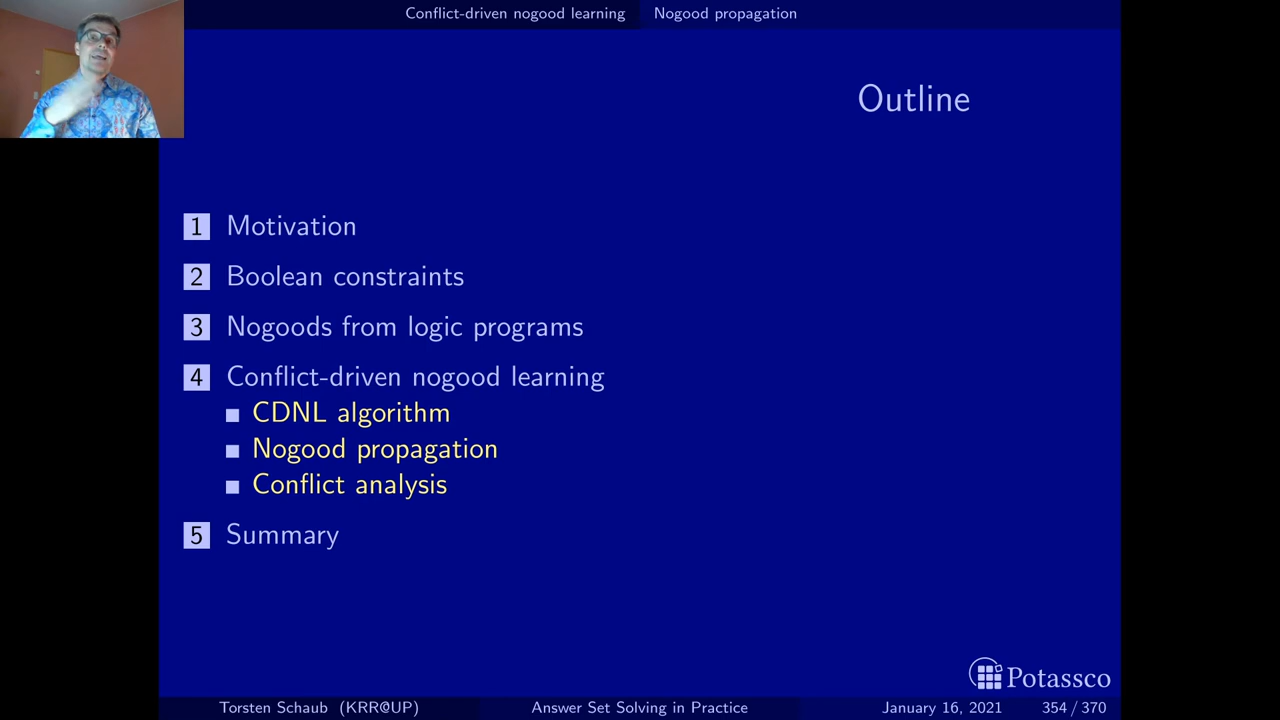 Conflict-driven nogood learning Nogood propagation
Outline
1 Motivation
2 Boolean constraints
3 Nogoods from logic programs
4 Conflict-driven nogood learning
CDNL algorithm
Nogood propagation
Conflict analysis
5 Summary
Potassco
Torsten Schaub (KRR@UP) Answer Set Solving in Practice January 16, 2021 354 / 370